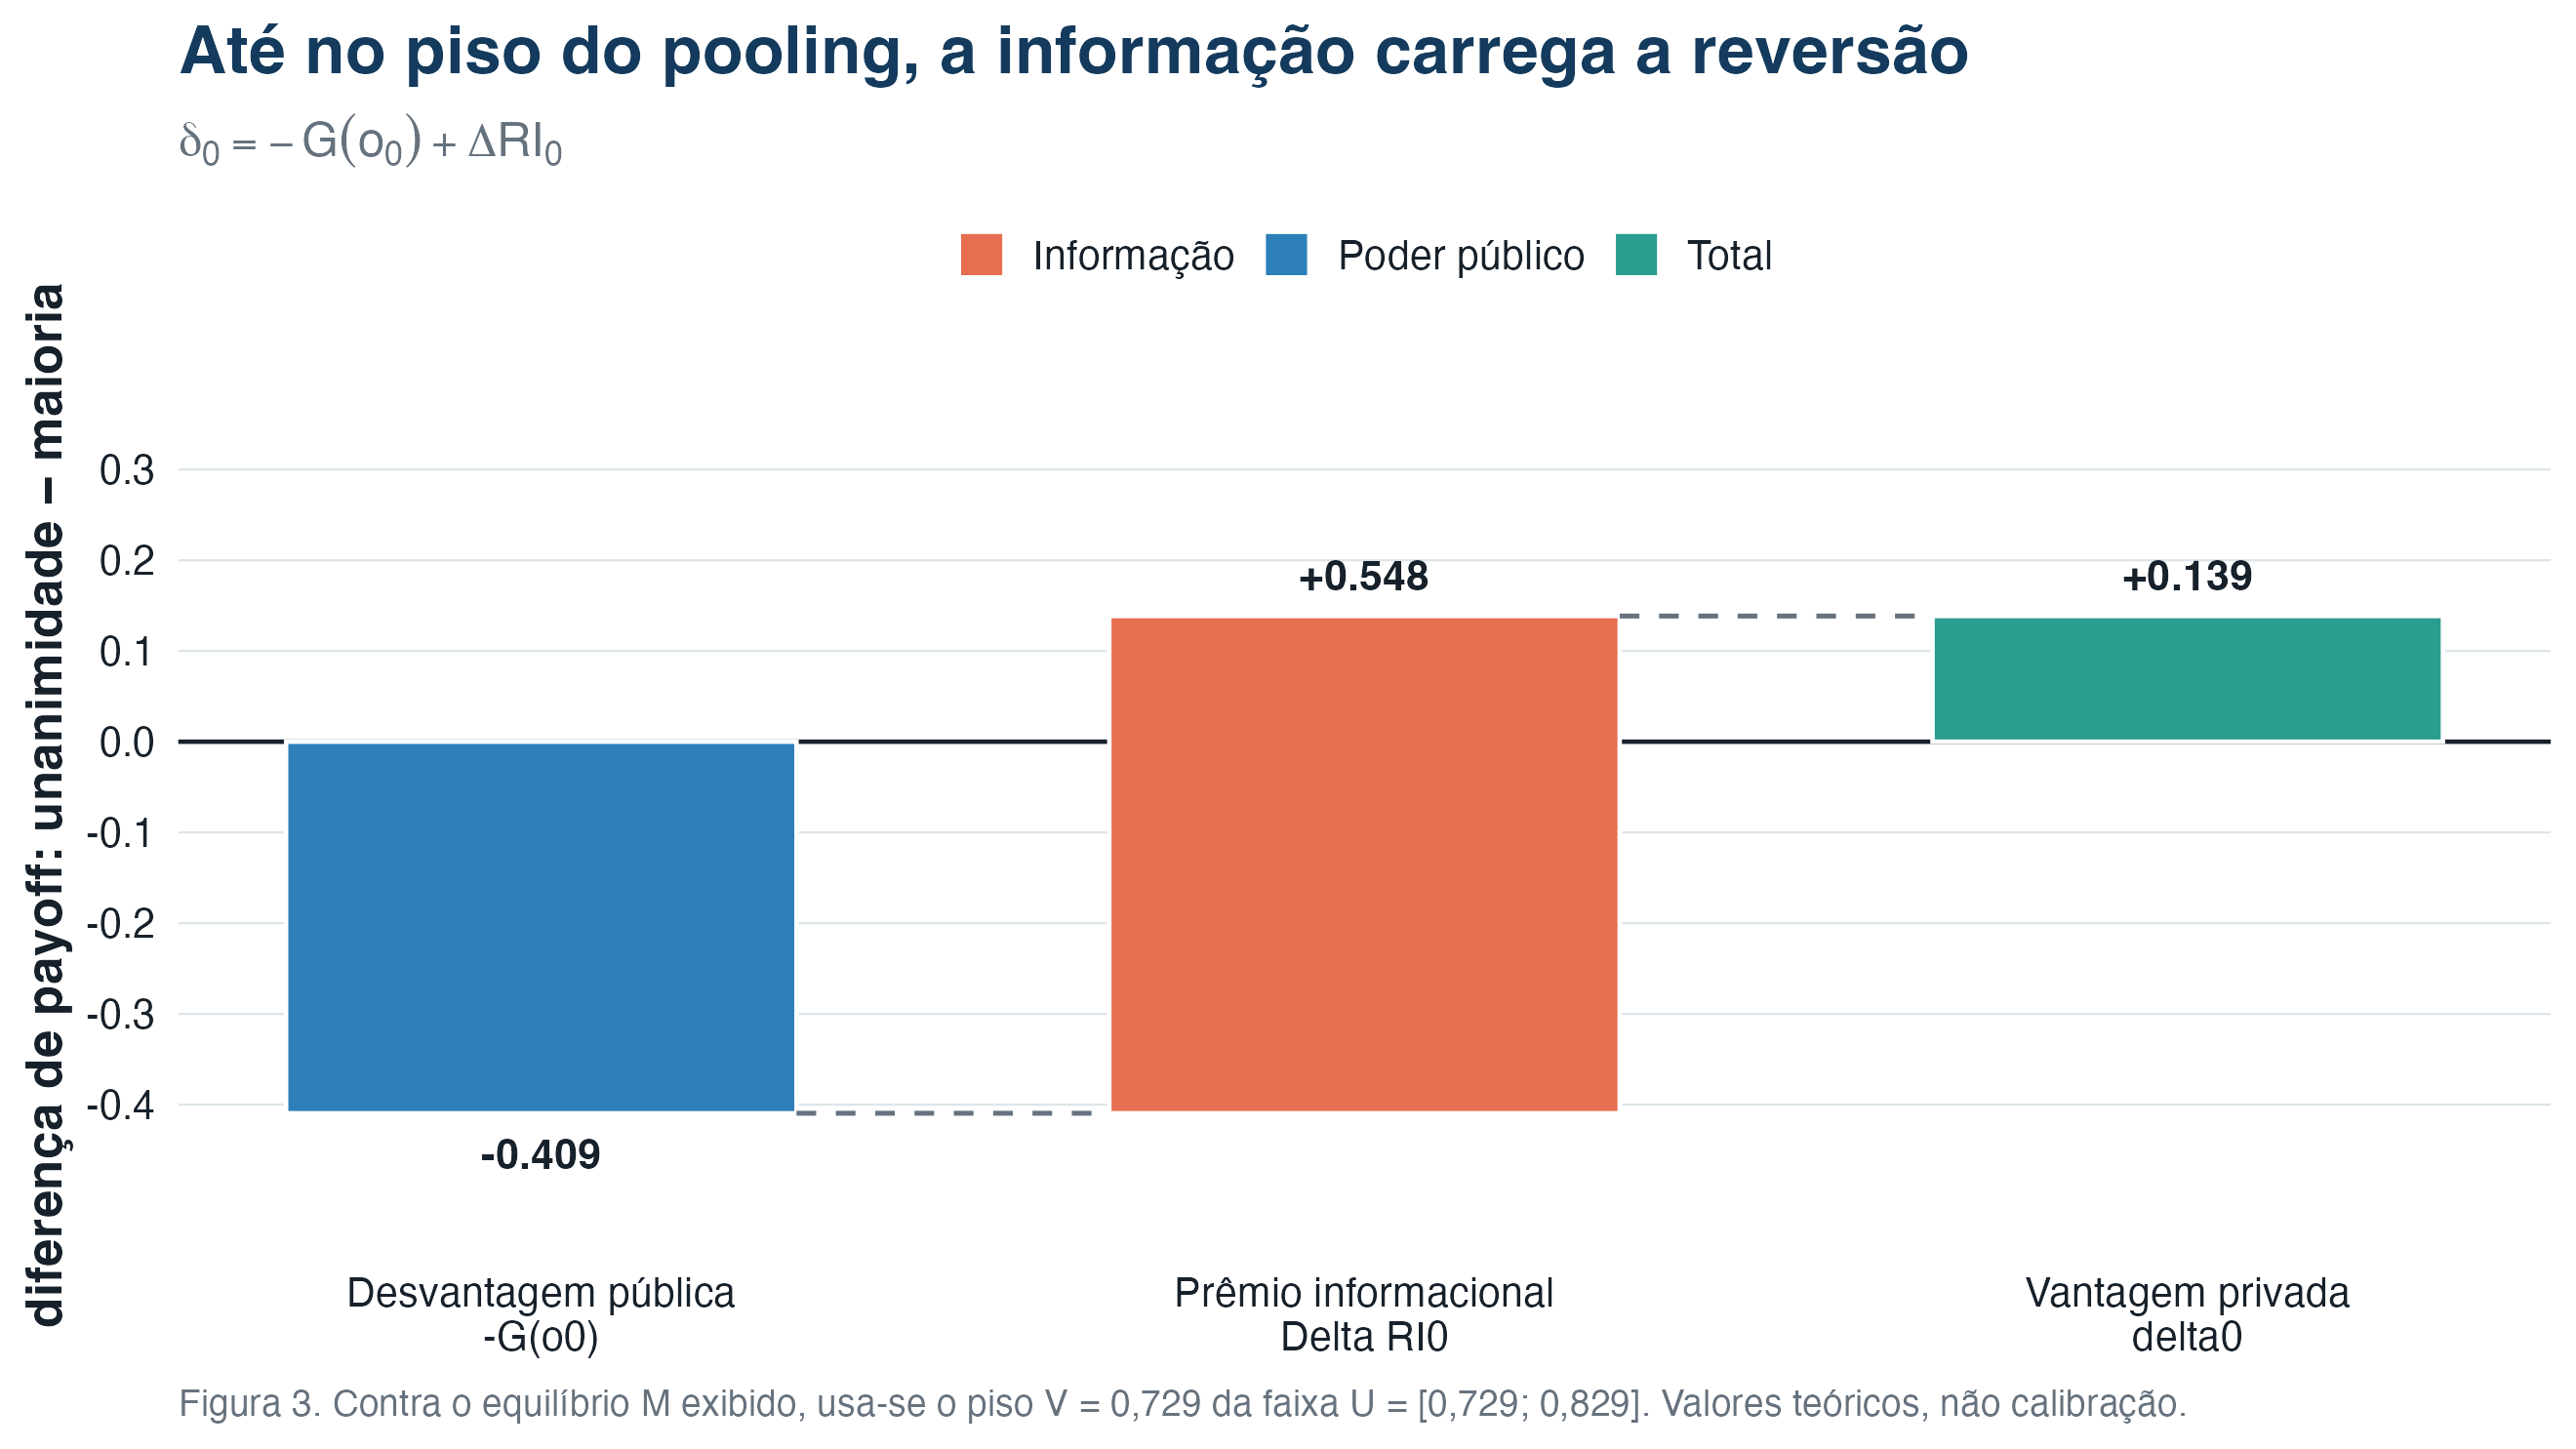 Até no piso do pooling, a informação carrega a reversão
δ₀ = − G(o₀) + ΔRI₀
Informação
Poder público
Total
diferença de payoff: unanimidade − maioria
0.3
0.2
0.1
0.0
-0.1
-0.2
-0.3
-0.4
-0.409
+0.548
+0.139
Desvantagem pública
-G(o0)
Prêmio informacional
Delta RI0
Vantagem privada
delta0
Figura 3. Contra o equilíbrio M exibido, usa-se o piso V = 0,729 da faixa U = [0,729; 0,829]. Valores teóricos, não calibração.